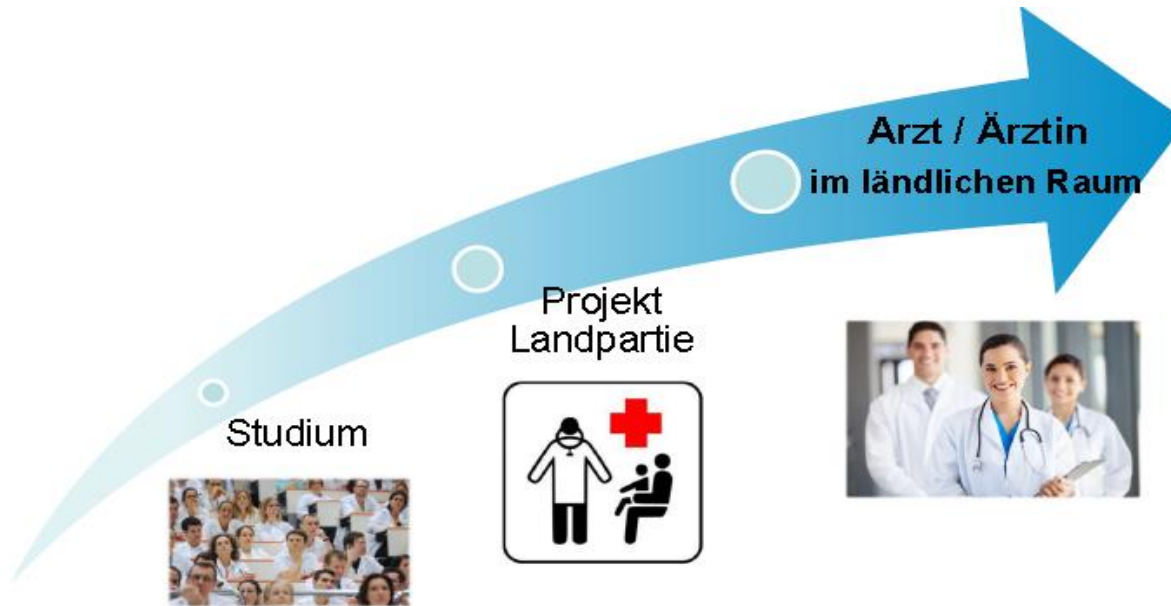 Studium
Projekt
Landpartie
Arzt / Ärztin
im ländlichen Raum